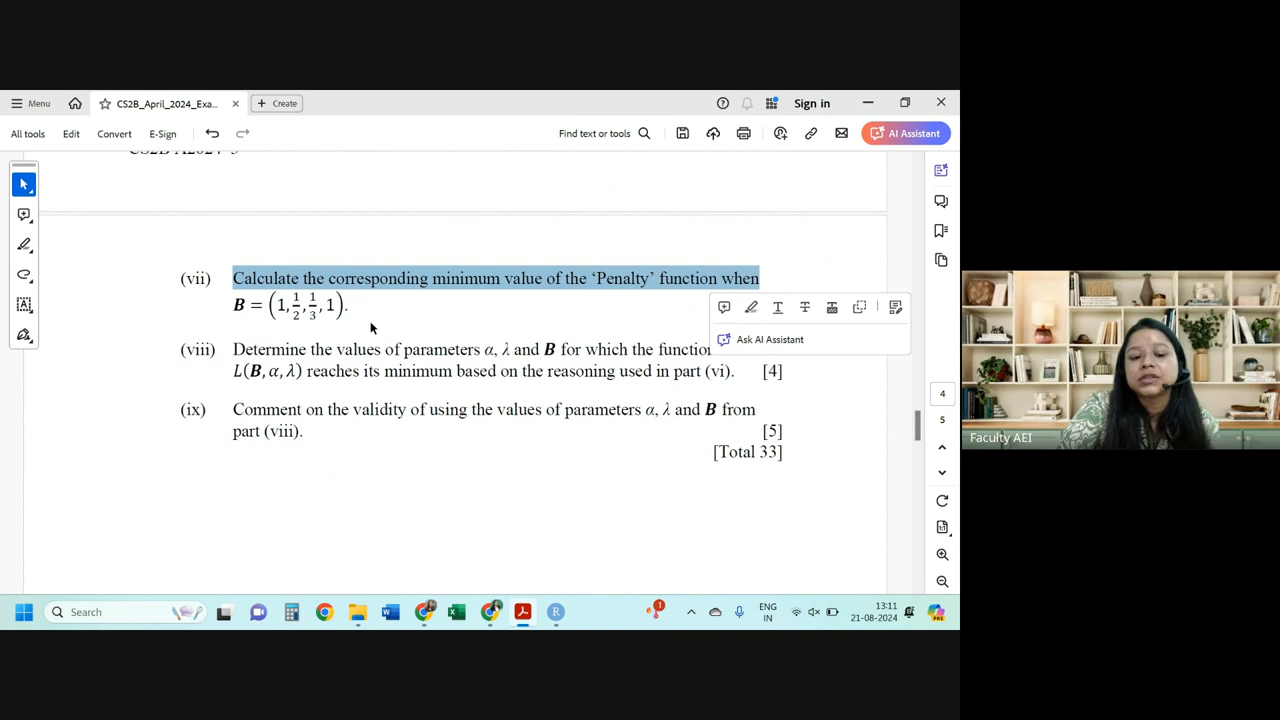 Menu
CS2B_April_2024_Exa...
Create
Sign in
All tools
Edit
Convert
E-Sign
Find text or tools
AI Assistant
CS2B A2024-3
(vii) Calculate the corresponding minimum value of the ‘Penalty’ function when
B = (1, 1/2, 1/3, 1).
Ask AI Assistant
(viii) Determine the values of parameters α, λ and B for which the function
L(B, α, λ) reaches its minimum based on the reasoning used in part (vi). [4]
(ix) Comment on the validity of using the values of parameters α, λ and B from
part (viii). [5]
[Total 33]
4
5
Faculty AEI
Search
1
ENG
IN
13:11
21-08-2024